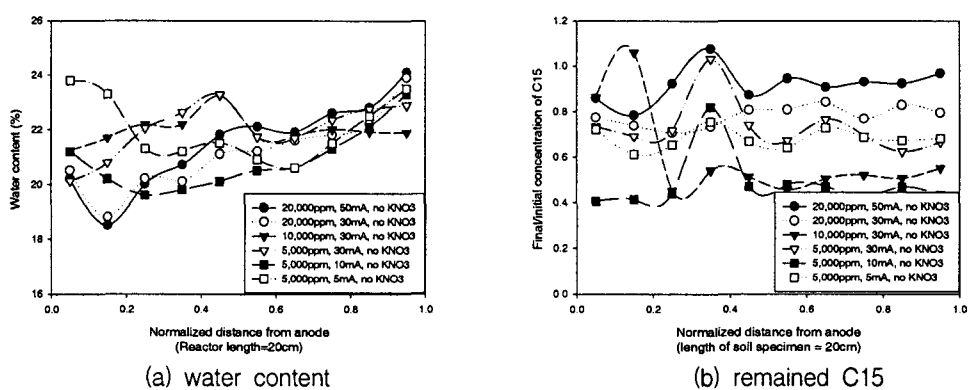 26
24
22
20
18
16
Water content (%)
20,000ppm, 50mA, no KNO3
20,000ppm, 30mA, no KNO3
10,000ppm, 30mA, no KNO3
5,000ppm, 30mA, no KNO3
5,000ppm, 10mA, no KNO3
5,000ppm, 5mA, no KNO3
0.0 0.2 0.4 0.6 0.8 1.0
Normalized distance from anode
(Reactor length=20cm)
(a) water content
1.2
1.0
0.8
0.6
0.4
0.2
0.0
Final/initial concentration of C15
20,000ppm, 50mA, no KNO3
20,000ppm, 30mA, no KNO3
10,000ppm, 30mA, no KNO3
5,000ppm, 30mA, no KNO3
5,000ppm, 10mA, no KNO3
5,000ppm, 5mA, no KNO3
0.0 0.2 0.4 0.6 0.8 1.0
Normalized distance from anode
(length of soil specimen = 20cm)
(b) remained C15